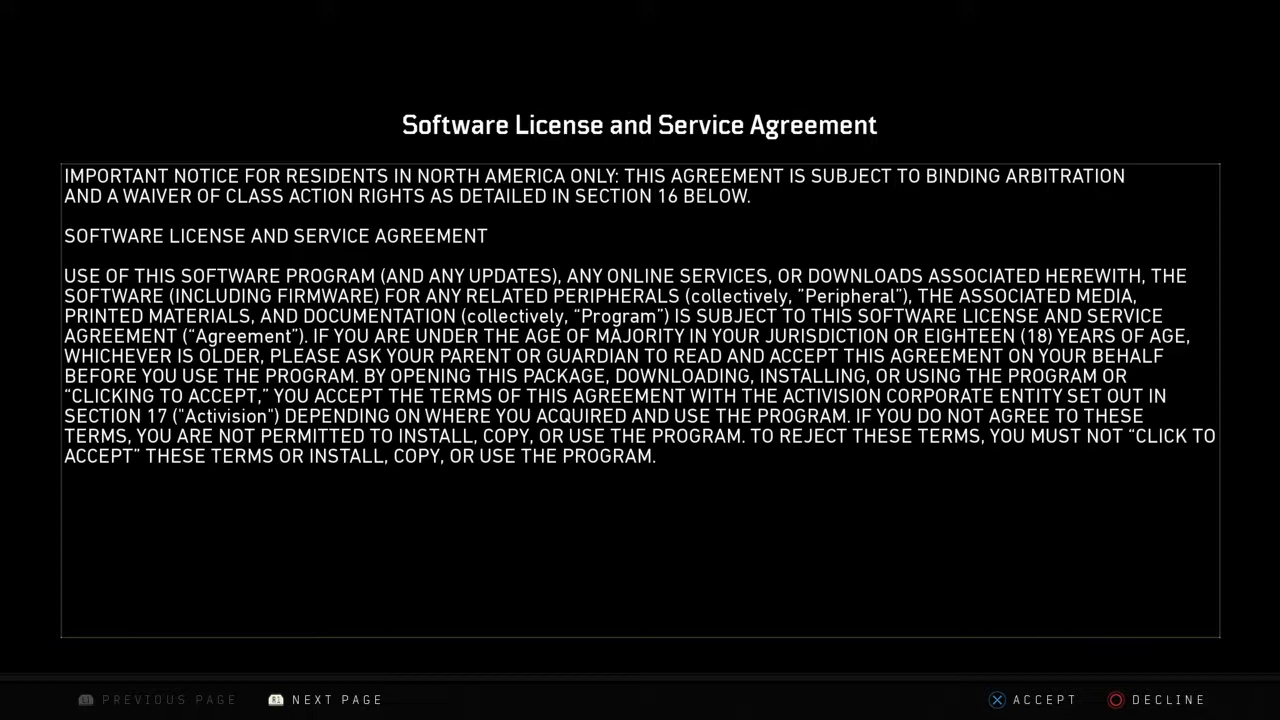 Software License and Service Agreement
IMPORTANT NOTICE FOR RESIDENTS IN NORTH AMERICA ONLY: THIS AGREEMENT IS SUBJECT TO BINDING ARBITRATION
AND A WAIVER OF CLASS ACTION RIGHTS AS DETAILED IN SECTION 16 BELOW.
SOFTWARE LICENSE AND SERVICE AGREEMENT
USE OF THIS SOFTWARE PROGRAM (AND ANY UPDATES), ANY ONLINE SERVICES, OR DOWNLOADS ASSOCIATED HEREWITH, THE
SOFTWARE (INCLUDING FIRMWARE) FOR ANY RELATED PERIPHERALS (collectively, "Peripheral"), THE ASSOCIATED MEDIA,
PRINTED MATERIALS, AND DOCUMENTATION (collectively, “Program”) IS SUBJECT TO THIS SOFTWARE LICENSE AND SERVICE
AGREEMENT (“Agreement”). IF YOU ARE UNDER THE AGE OF MAJORITY IN YOUR JURISDICTION OR EIGHTEEN (18) YEARS OF AGE,
WHICHEVER IS OLDER, PLEASE ASK YOUR PARENT OR GUARDIAN TO READ AND ACCEPT THIS AGREEMENT ON YOUR BEHALF
BEFORE YOU USE THE PROGRAM. BY OPENING THIS PACKAGE, DOWNLOADING, INSTALLING, OR USING THE PROGRAM OR
“CLICKING TO ACCEPT,” YOU ACCEPT THE TERMS OF THIS AGREEMENT WITH THE ACTIVISION CORPORATE ENTITY SET OUT IN
SECTION 17 ("Activision") DEPENDING ON WHERE YOU ACQUIRED AND USE THE PROGRAM. IF YOU DO NOT AGREE TO THESE
TERMS, YOU ARE NOT PERMITTED TO INSTALL, COPY, OR USE THE PROGRAM. TO REJECT THESE TERMS, YOU MUST NOT “CLICK TO
ACCEPT” THESE TERMS OR INSTALL, COPY, OR USE THE PROGRAM.
L1 PREVIOUS PAGE R1 NEXT PAGE ACCEPT DECLINE